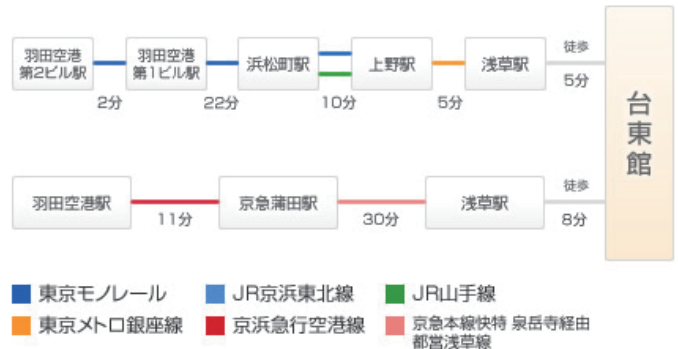 羽田空港
第2ビル駅
羽田空港
第1ビル駅
浜松町駅
上野駅
浅草駅
徒歩
2分
22分
10分
5分
5分
台東館
羽田空港駅
京急蒲田駅
浅草駅
徒歩
11分
30分
8分
東京モノレール
JR京浜東北線
JR山手線
東京メトロ銀座線
京浜急行空港線
京急本線快特 泉岳寺経由
都営浅草線